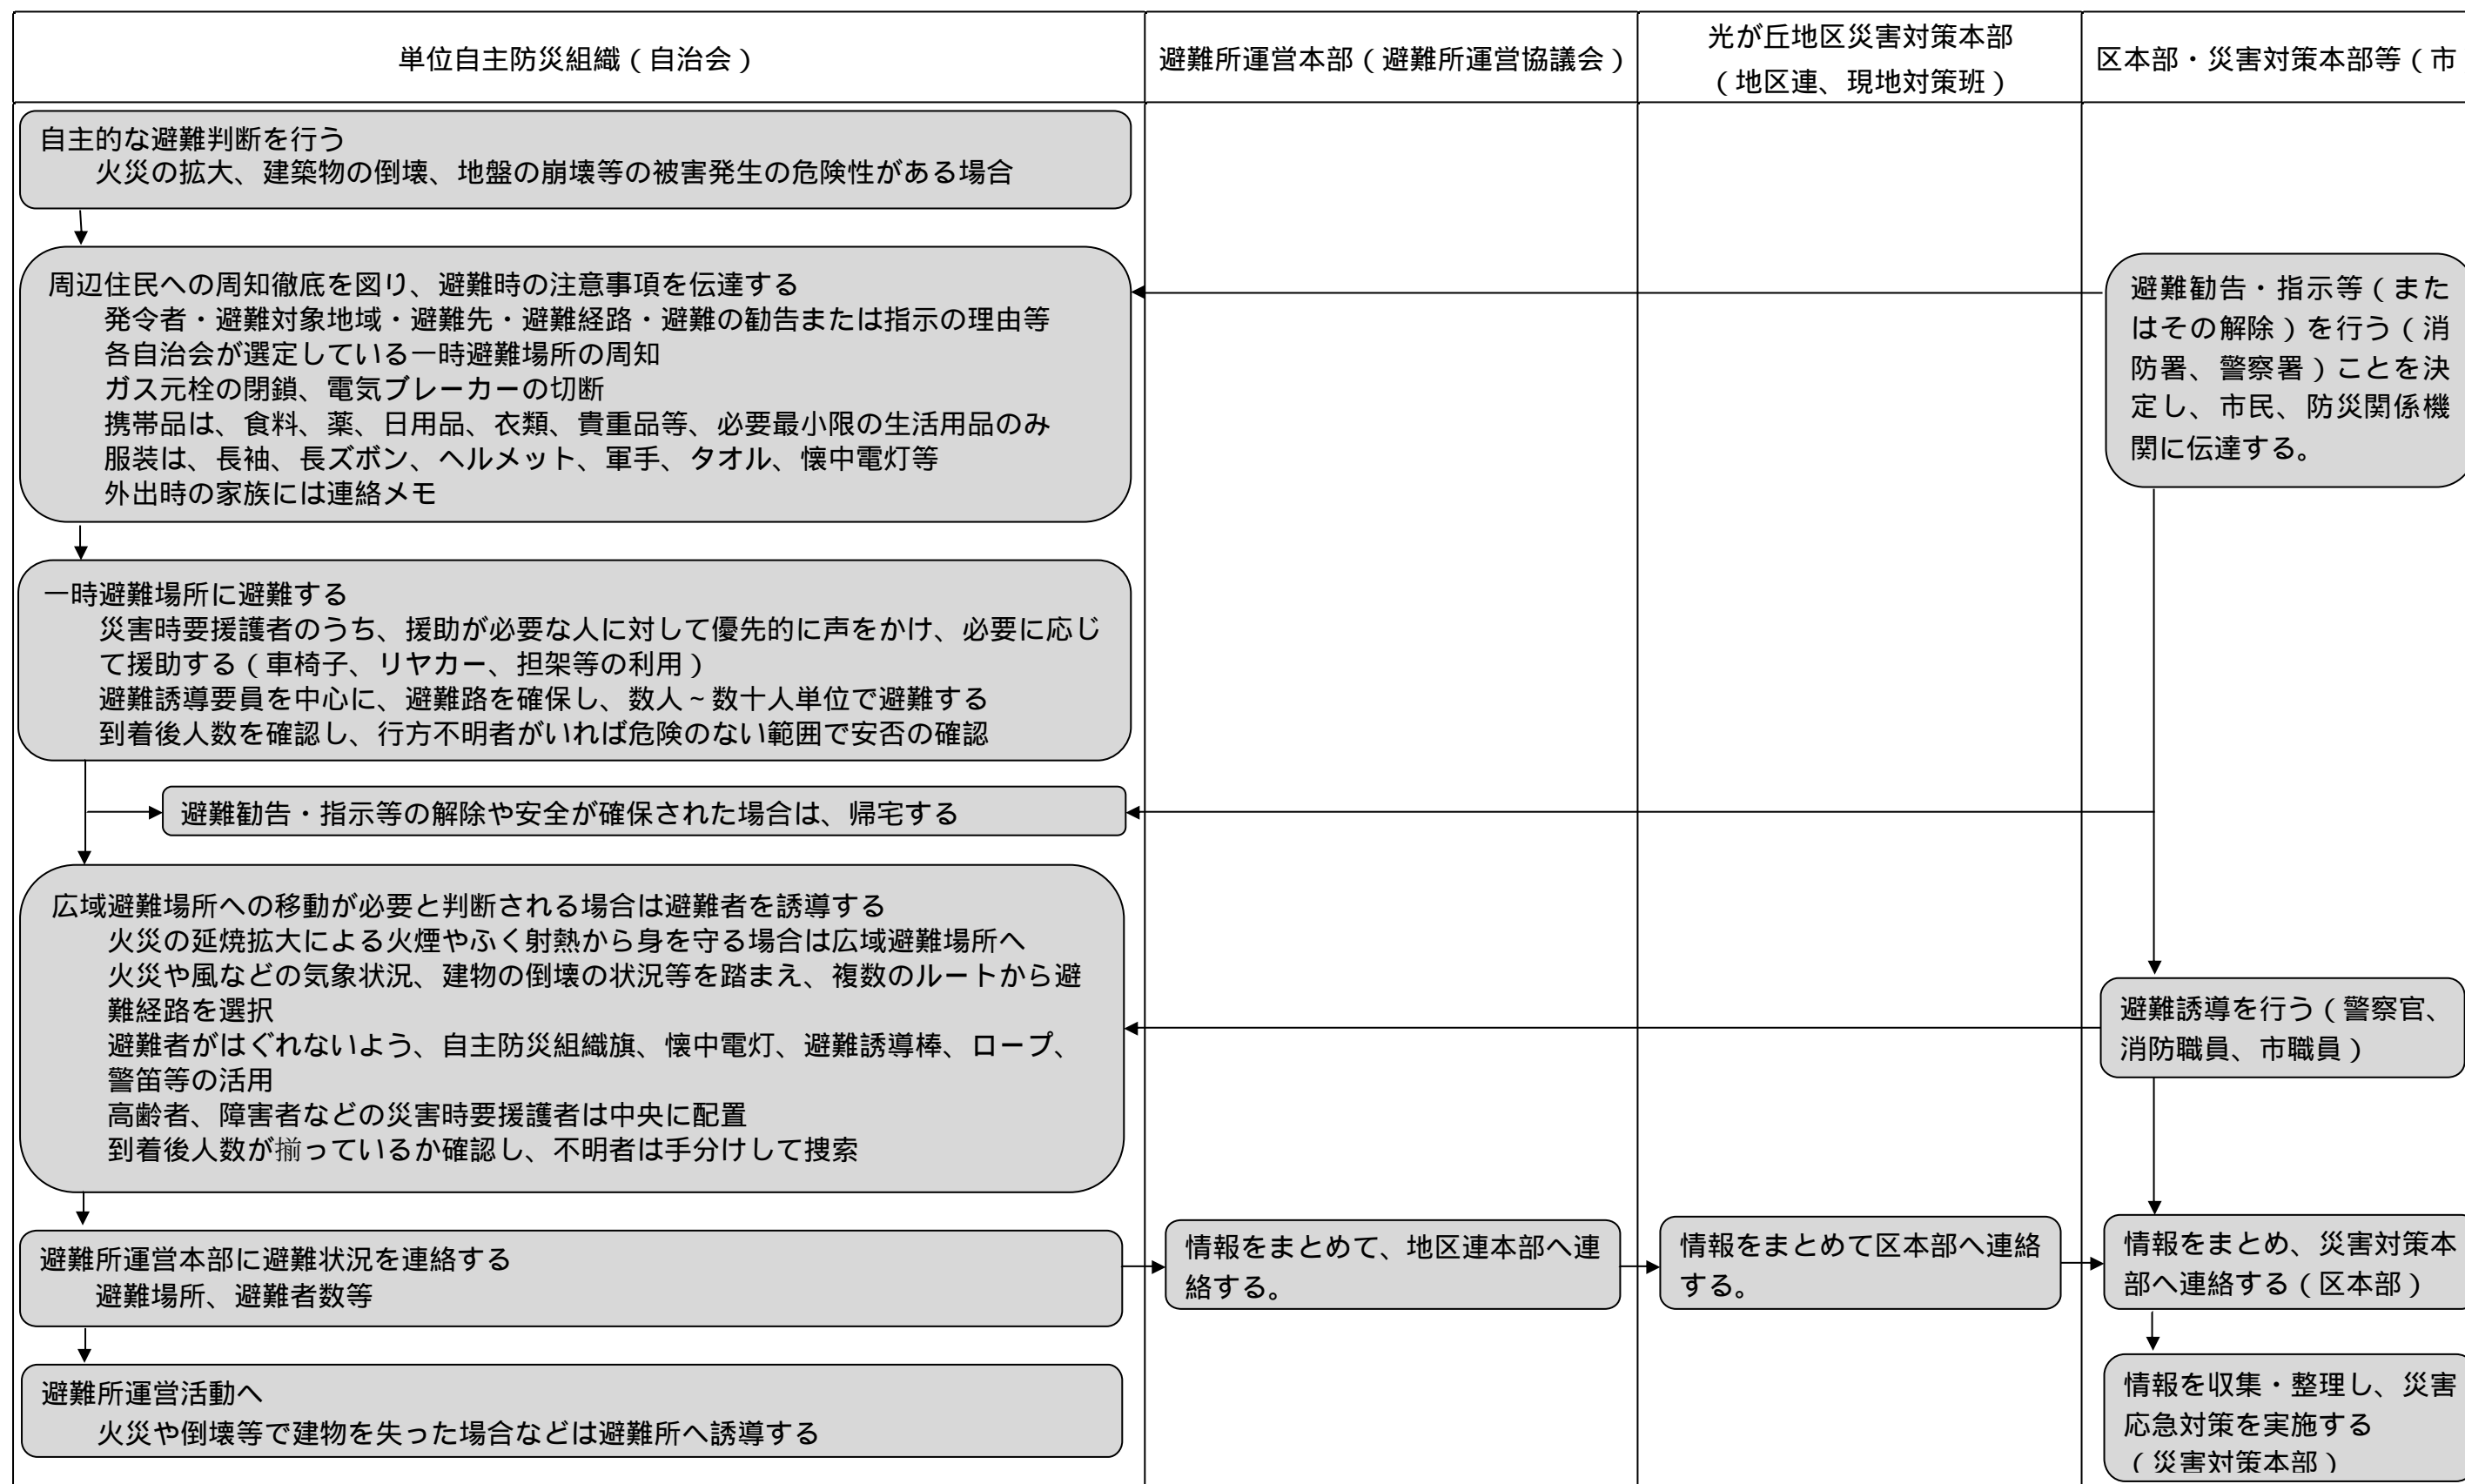 単位自主防災組織（自治会）
避難所運営本部（避難所運営協議会）
光が丘地区災害対策本部
（地区連、現地対策班）
区本部・災害対策本部等（市
自主的な避難判断を行う
火災の拡大、建築物の倒壊、地盤の崩壊等の被害発生の危険性がある場合
周辺住民への周知徹底を図り、避難時の注意事項を伝達する
発令者・避難対象地域・避難先・避難経路・避難の勧告または指示の理由等
各自治会が選定している一時避難場所の周知
ガス元栓の閉鎖、電気ブレーカーの切断
携帯品は、食料、薬、日用品、衣類、貴重品等、必要最小限の生活用品のみ
服装は、長袖、長ズボン、ヘルメット、軍手、タオル、懐中電灯等
外出時の家族には連絡メモ
避難勧告・指示等（また
はその解除）を行う（消
防署、警察署）ことを決
定し、市民、防災関係機
関に伝達する。
一時避難場所に避難する
災害時要援護者のうち、援助が必要な人に対して優先的に声をかけ、必要に応じ
て援助する（車椅子、リヤカー、担架等の利用）
避難誘導要員を中心に、避難路を確保し、数人～数十人単位で避難する
到着後人数を確認し、行方不明者がいれば危険のない範囲で安否の確認
避難勧告・指示等の解除や安全が確保された場合は、帰宅する
広域避難場所への移動が必要と判断される場合は避難者を誘導する
火災の延焼拡大による火煙やふく射熱から身を守る場合は広域避難場所へ
火災や風などの気象状況、建物の倒壊の状況等を踏まえ、複数のルートから避
難経路を選択
避難者がはぐれないよう、自主防災組織旗、懐中電灯、避難誘導棒、ロープ、
警笛等の活用
高齢者、障害者などの災害時要援護者は中央に配置
到着後人数が揃っているか確認し、不明者は手分けして捜索
避難誘導を行う（警察官、
消防職員、市職員）
避難所運営本部に避難状況を連絡する
避難場所、避難者数等
情報をまとめて、地区連本部へ連
絡する。
情報をまとめて区本部へ連絡
する。
情報をまとめ、災害対策本
部へ連絡する（区本部）
避難所運営活動へ
火災や倒壊等で建物を失った場合などは避難所へ誘導する
情報を収集・整理し、災害
応急対策を実施する
（災害対策本部）